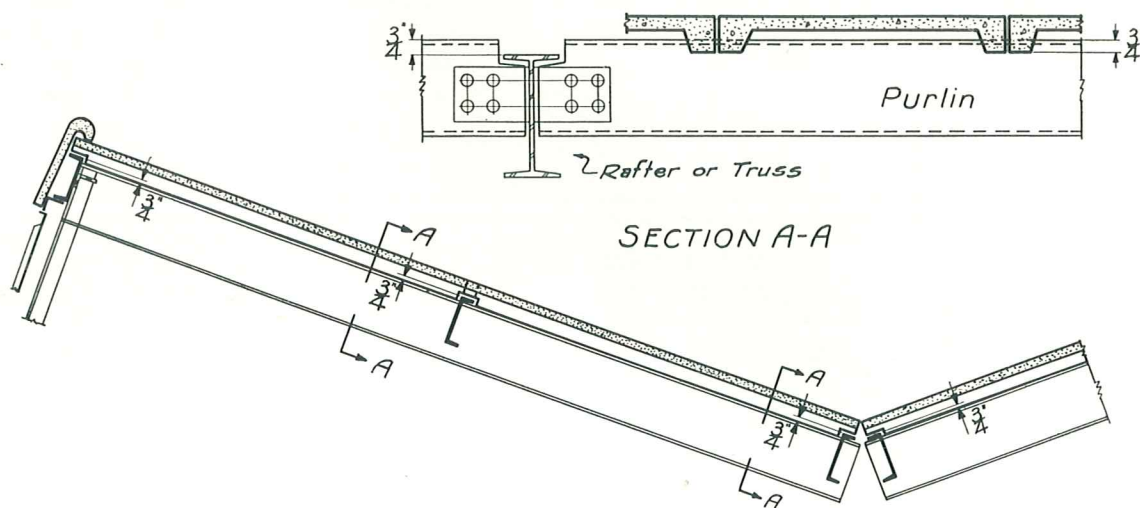 3/4"
3/4
Purlin
Rafter or Truss
SECTION A-A
3/4"
A
3/4"
A
A
3/4"
3/4"
A
A